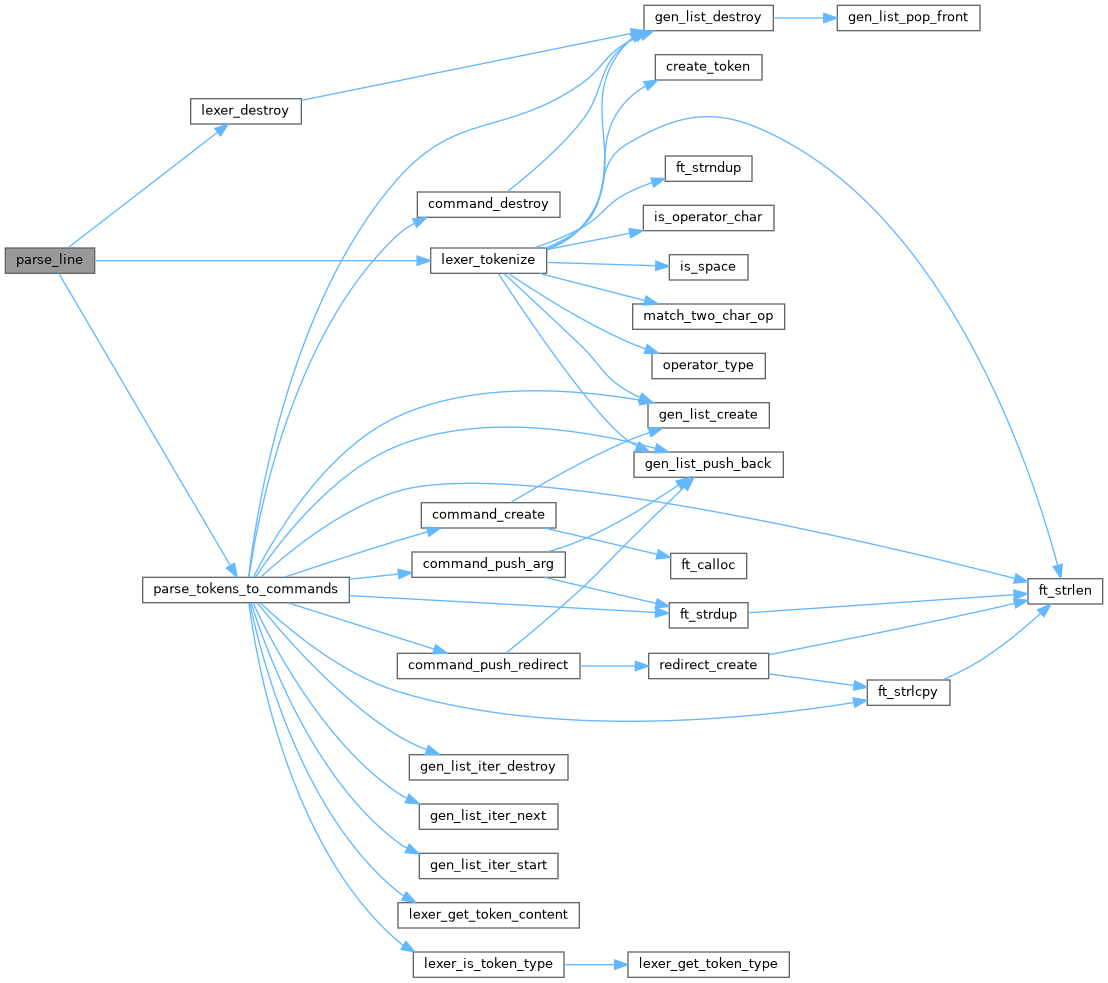 gen_list_destroy
gen_list_pop_front
create_token
lexer_destroy
ft_strndup
command_destroy
is_operator_char
parse_line
lexer_tokenize
is_space
match_two_char_op
operator_type
gen_list_create
gen_list_push_back
command_create
command_push_arg
ft_calloc
parse_tokens_to_commands
ft_strlen
ft_strdup
command_push_redirect
redirect_create
ft_strlcpy
gen_list_iter_destroy
gen_list_iter_next
gen_list_iter_start
lexer_get_token_content
lexer_is_token_type
lexer_get_token_type